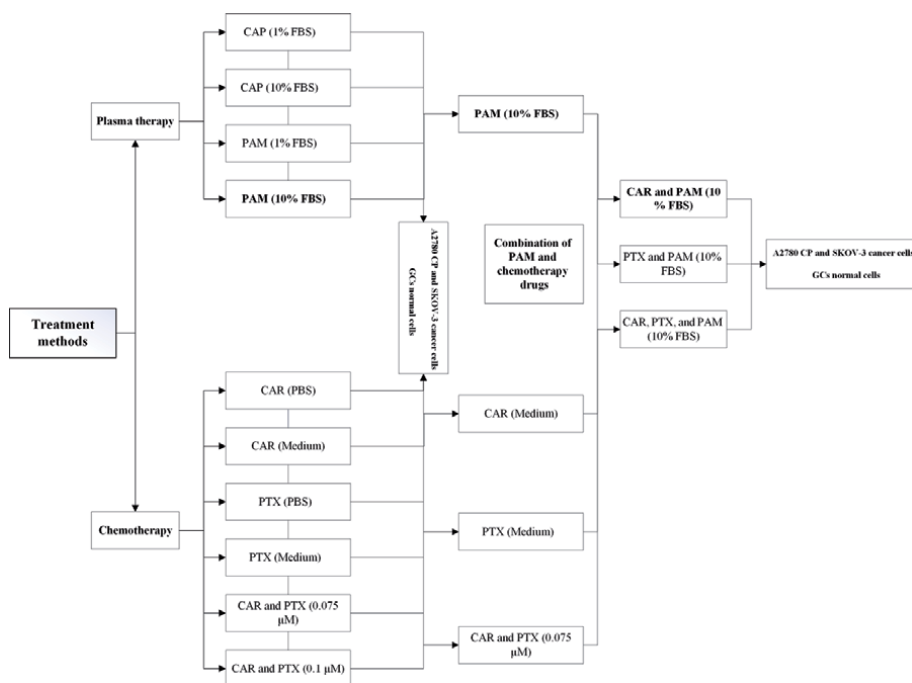 CAP (1% FBS)
CAP (10% FBS)
Plasma therapy
PAM (1% FBS)
PAM (10% FBS)
PAM (10% FBS)
CAR and PAM (10
% FBS)
A2780 CP and SKOV-3 cancer cells
GCs normal cells
Combination of
PAM and
chemotherapy
drugs
PTX and PAM (10%
FBS)
A2780 CP and SKOV-3 cancer cells
GCs normal cells
CAR, PTX, and PAM
(10% FBS)
Treatment
methods
CAR (PBS)
CAR (Medium)
CAR (Medium)
PTX (PBS)
Chemotherapy
PTX (Medium)
PTX (Medium)
CAR and PTX (0.075
μM)
CAR and PTX (0.1 μM)
CAR and PTX (0.075
μM)